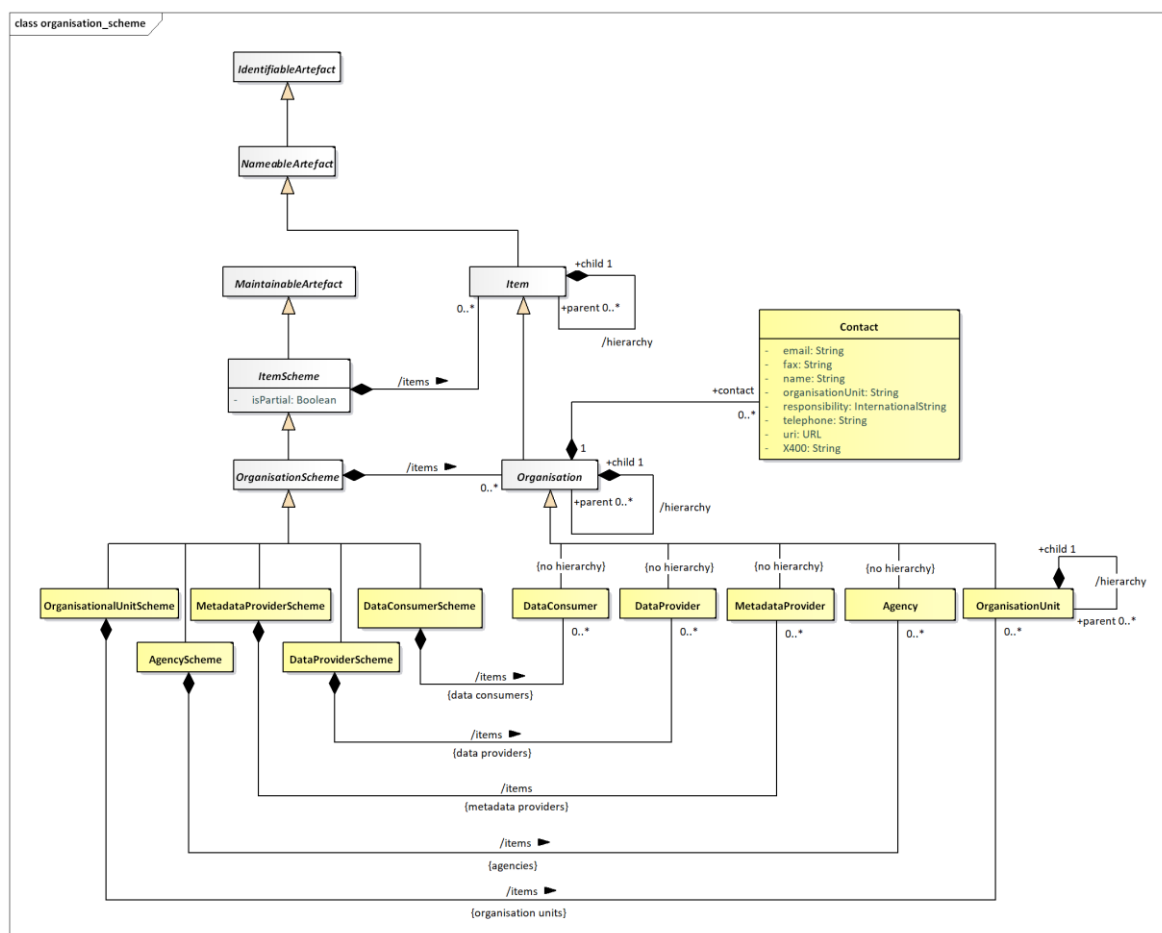 class organisation_scheme
IdentifiableArtefact
NameableArtefact
MaintainableArtefact
Item
+child 1
0..*
+parent 0..*
/hierarchy
ItemScheme
- isPartial: Boolean
/items
Contact
- email: String
- fax: String
- name: String
- organisationUnit: String
- responsibility: InternationalString
- telephone: String
- uri: URL
- X400: String
+contact
0..*
1
OrganisationScheme
/items
0..*
Organisation
+child 1
+parent 0..*
/hierarchy
{no hierarchy}
{no hierarchy}
{no hierarchy}
{no hierarchy}
+child 1
/hierarchy
+parent 0..*
OrganisationalUnitScheme
MetadataProviderScheme
DataConsumerScheme
DataConsumer
DataProvider
MetadataProvider
Agency
OrganisationUnit
0..*
0..*
0..*
0..*
0..*
AgencyScheme
DataProviderScheme
/items
{data consumers}
/items
{data providers}
/items
{metadata providers}
/items
{agencies}
/items
{organisation units}